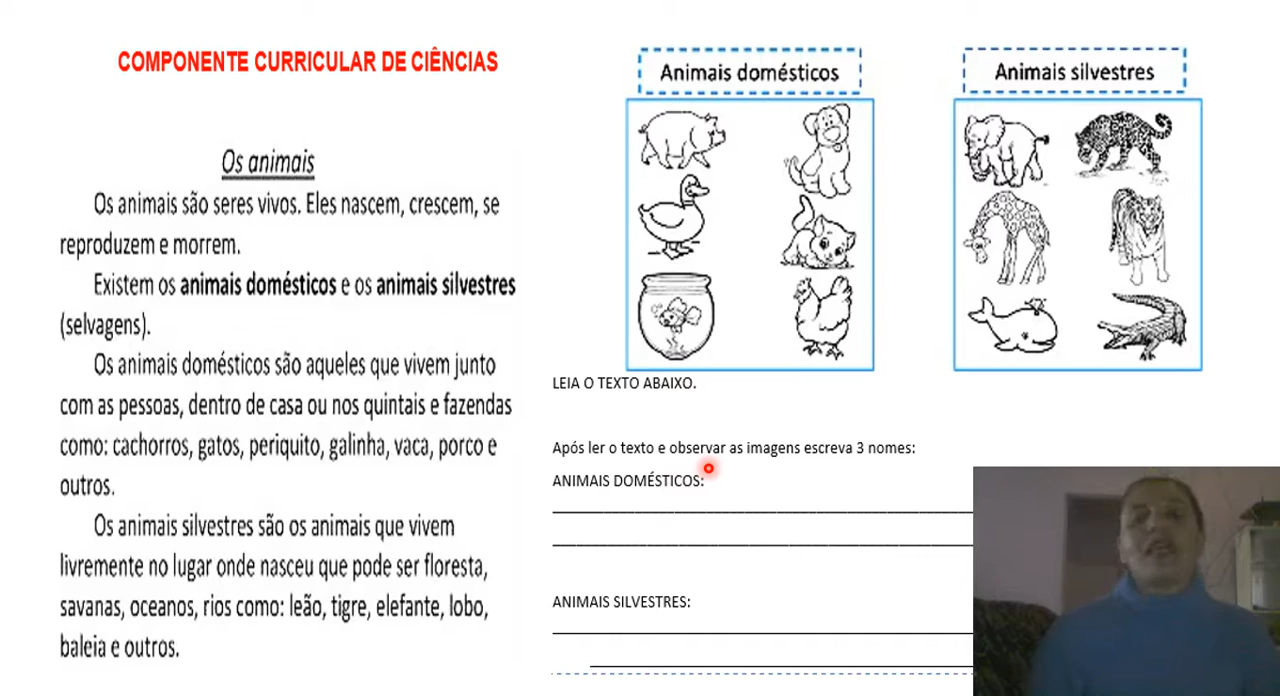 COMPONENTE CURRICULAR DE CIÊNCIAS
Os animais
Os animais são seres vivos. Eles nascem, crescem, se
reproduzem e morrem.
Existem os animais domésticos e os animais silvestres
(selvagens).
Os animais domésticos são aqueles que vivem junto
com as pessoas, dentro de casa ou nos quintais e fazendas
como: cachorros, gatos, periquito, galinha, vaca, porco e
outros.
Os animais silvestres são os animais que vivem
livremente no lugar onde nasceu que pode ser floresta,
savanas, oceanos, rios como: leão, tigre, elefante, lobo,
baleia e outros.
Animais domésticos
Animais silvestres
LEIA O TEXTO ABAIXO.
Após ler o texto e observar as imagens escreva 3 nomes:
ANIMAIS DOMÉSTICOS:
ANIMAIS SILVESTRES: